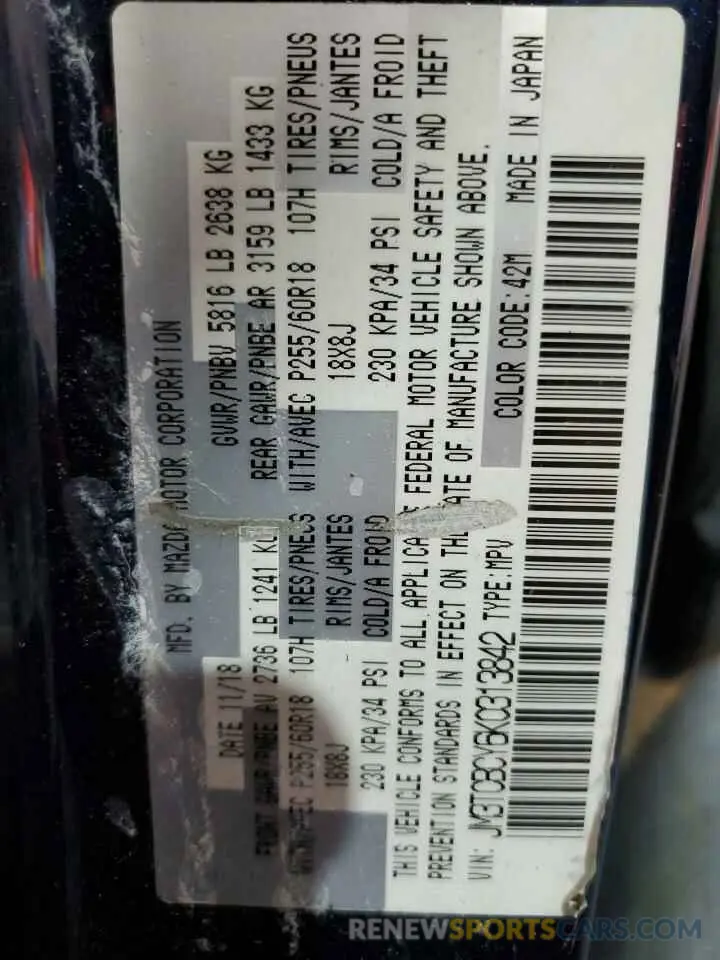 MFD. BY MAZDA MOTOR CORPORATION
DATE 11/18 GVWR/PNBV 5816 LB 2638 KG
FRONT GAWR/PNBE AV 2736 LB 1241 KG REAR GAWR/PNBE AR 3159 LB 1433 KG
WITH/AVEC P255/60R18 107H TIRES/PNEUS WITH/AVEC P255/60R18 107H TIRES/PNEUS
18X8J RIMS/JANTES 18X8J RIMS/JANTES
230 KPA/34 PSI COLD/A FROID 230 KPA/34 PSI COLD/A FROID
THIS VEHICLE CONFORMS TO ALL APPLICABLE FEDERAL MOTOR VEHICLE SAFETY AND THEFT
PREVENTION STANDARDS IN EFFECT ON THE DATE OF MANUFACTURE SHOWN ABOVE.
VIN: JM3TCBCY6K0313842 TYPE:MPV COLOR CODE:42M MADE IN JAPAN
RENEWSPORTSCARS.COM